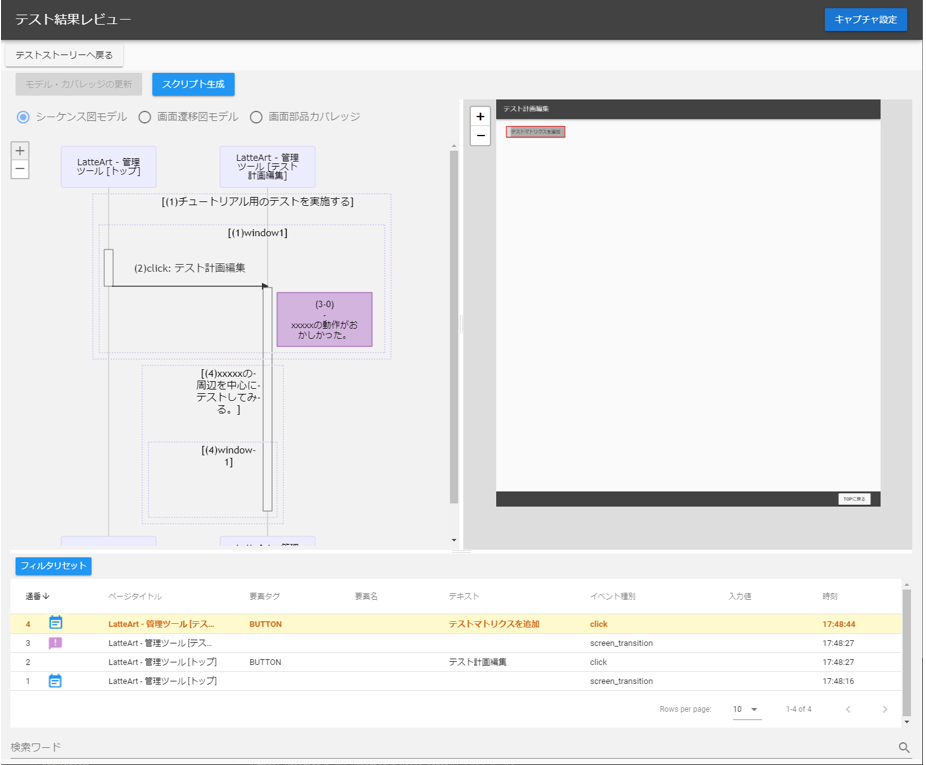 テスト結果レビュー
キャプチャ設定
テストストーリーへ戻る
モデル・カバレッジの更新
スクリプト生成
シーケンス図モデル
画面遷移図モデル
画面部品カバレッジ
+
−
LatteArt - 管理
ツール [トップ]
LatteArt - 管理
ツール [テスト
計画編集]
[(1)チュートリアル用のテストを実施する]
[(1)window1]
(2)click: テスト計画編集
(3-0)
-
xxxxxの動作がお
かしかった。
[(4)xxxxxの-
周辺を中心に-
テストしてみ-
る。]
[(4)window-
1]
+
−
テスト計画編集
テストマトリクスを追加
フィルタリセット
通番↓ ページタイトル 要素タグ 要素名 テキスト イベント種別 入力値 時刻
4 LatteArt - 管理ツール [テス... BUTTON テストマトリクスを追加 click 17:48:44
3 LatteArt - 管理ツール [テス... screen_transition 17:48:27
2 LatteArt - 管理ツール [トップ] BUTTON テスト計画編集 click 17:48:27
1 LatteArt - 管理ツール [トップ] screen_transition 17:48:16
Rows per page: 10 1-4 of 4
検索ワード